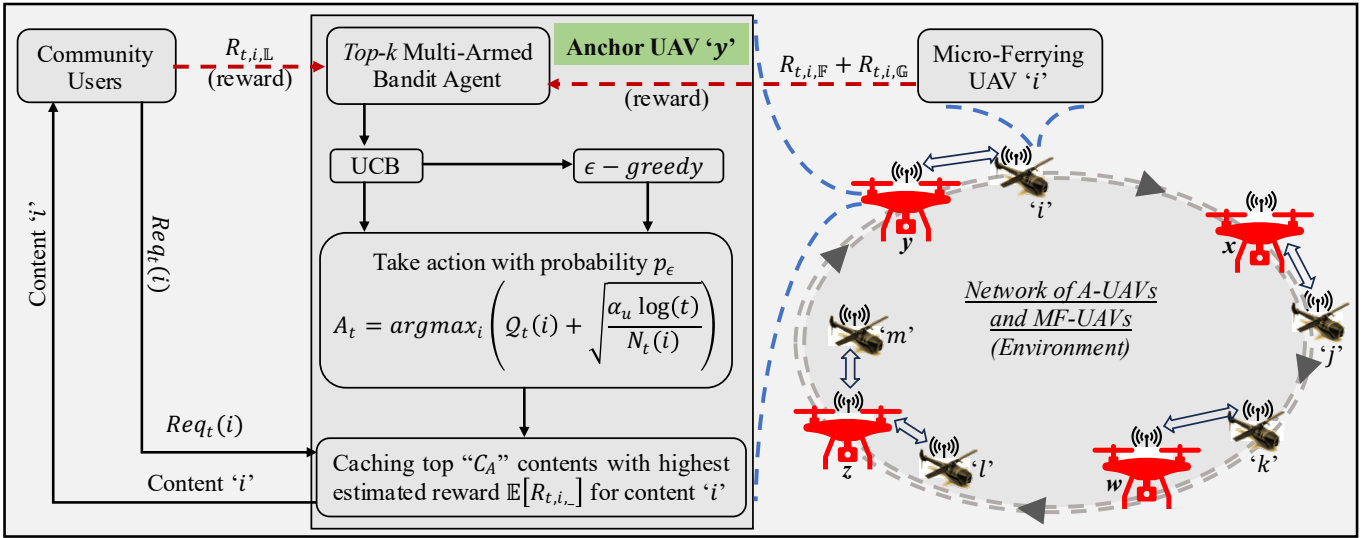 Community
Users
R_{t,i,𝕃}
(reward)
Top-k Multi-Armed
Bandit Agent
Anchor UAV ‘y’
R_{t,i,𝔽} + R_{t,i,𝔾}
(reward)
Micro-Ferrying
UAV ‘i’
UCB
ϵ − greedy
Take action with probability p_ϵ
A_t = argmax_i ( Q_t(i) + √( α_u log(t) / N_t(i) ) )
Content ‘i’
Req_t(i)
Req_t(i)
Content ‘i’
Caching top “C_A” contents with highest
estimated reward 𝔼[R_{t,i,_}] for content ‘i’
‘i’
y
x
Network of A-UAVs
and MF-UAVs
(Environment)
‘m’
‘j’
z
‘l’
w
‘k’